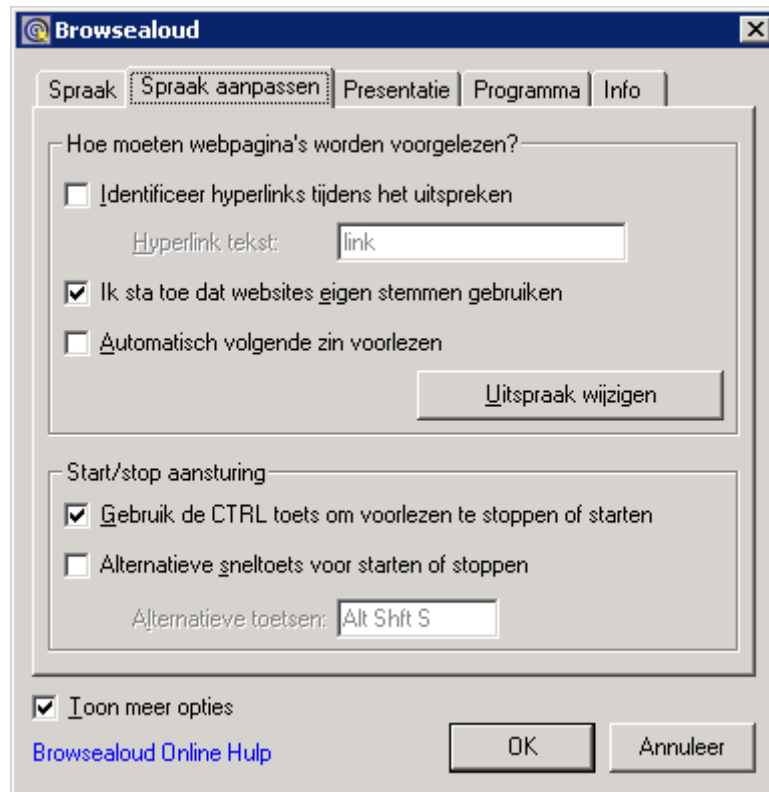 Browsealoud
Spraak Spraak aanpassen Presentatie Programma Info
Hoe moeten webpagina's worden voorgelezen?
Identificeer hyperlinks tijdens het uitspreken
Hyperlink tekst: link
Ik sta toe dat websites eigen stemmen gebruiken
Automatisch volgende zin voorlezen
Uitspraak wijzigen
Start/stop aansturing
Gebruik de CTRL toets om voorlezen te stoppen of starten
Alternatieve sneltoets voor starten of stoppen
Alternatieve toetsen: Alt Shft S
Toon meer opties
Browsealoud Online Hulp
OK Annuleer